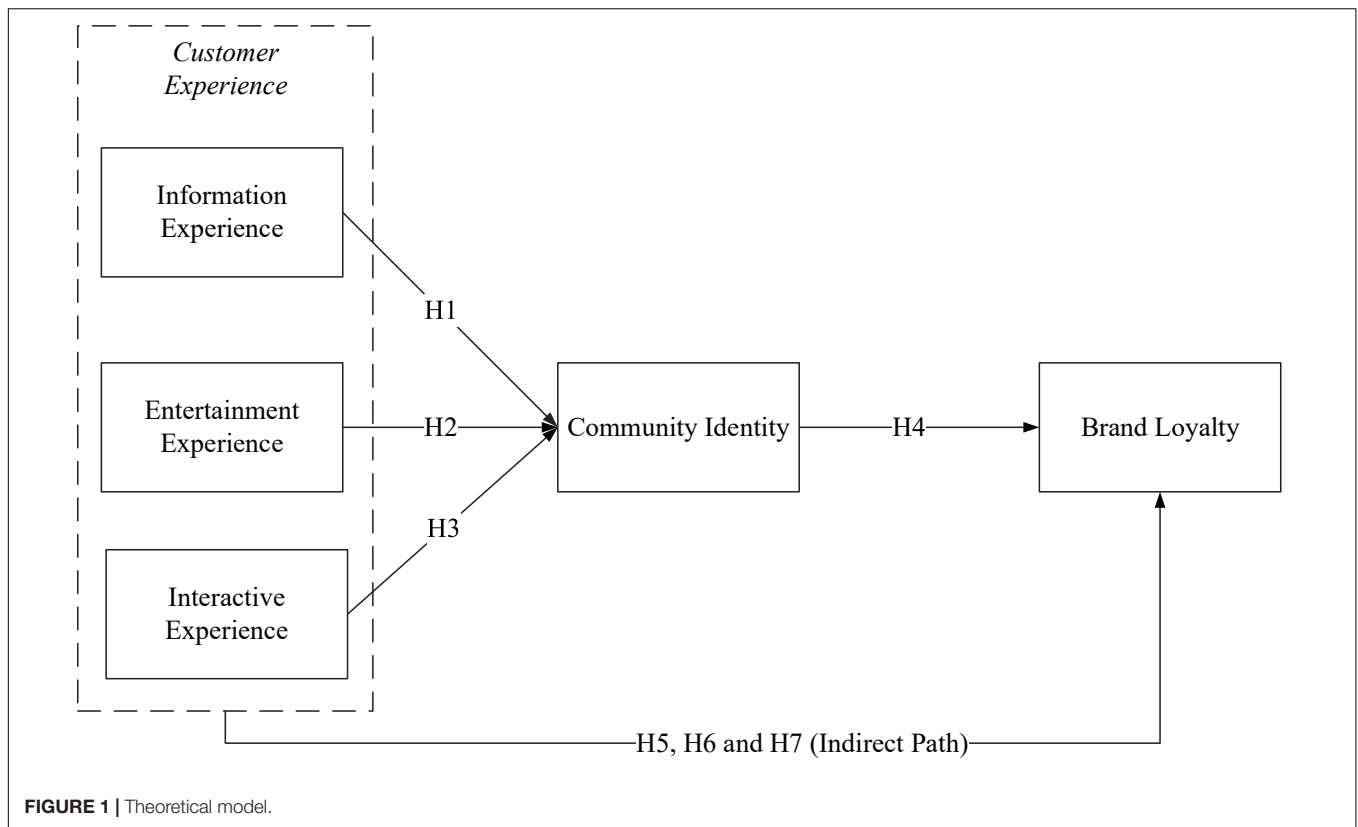 Customer
Experience
Information
Experience
H1
Entertainment
Experience
H2
Community Identity
H4
Brand Loyalty
H3
Interactive
Experience
H5, H6 and H7 (Indirect Path)
FIGURE 1 | Theoretical model.